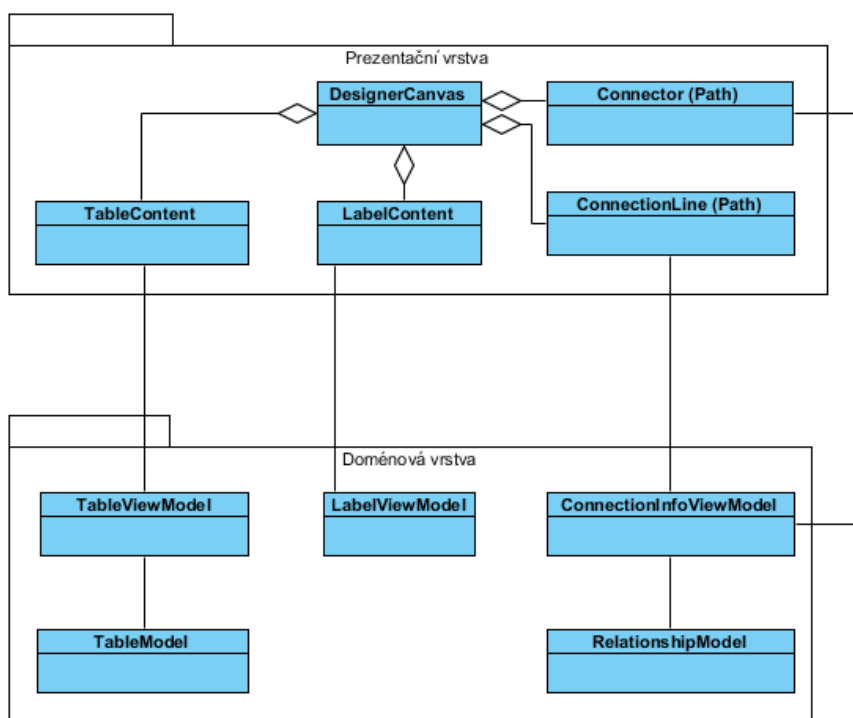 Prezentační vrstva
DesignerCanvas
Connector (Path)
TableContent
LabelContent
ConnectionLine (Path)
Doménová vrstva
TableViewModel
LabelViewModel
ConnectionInfoViewModel
TableModel
RelationshipModel